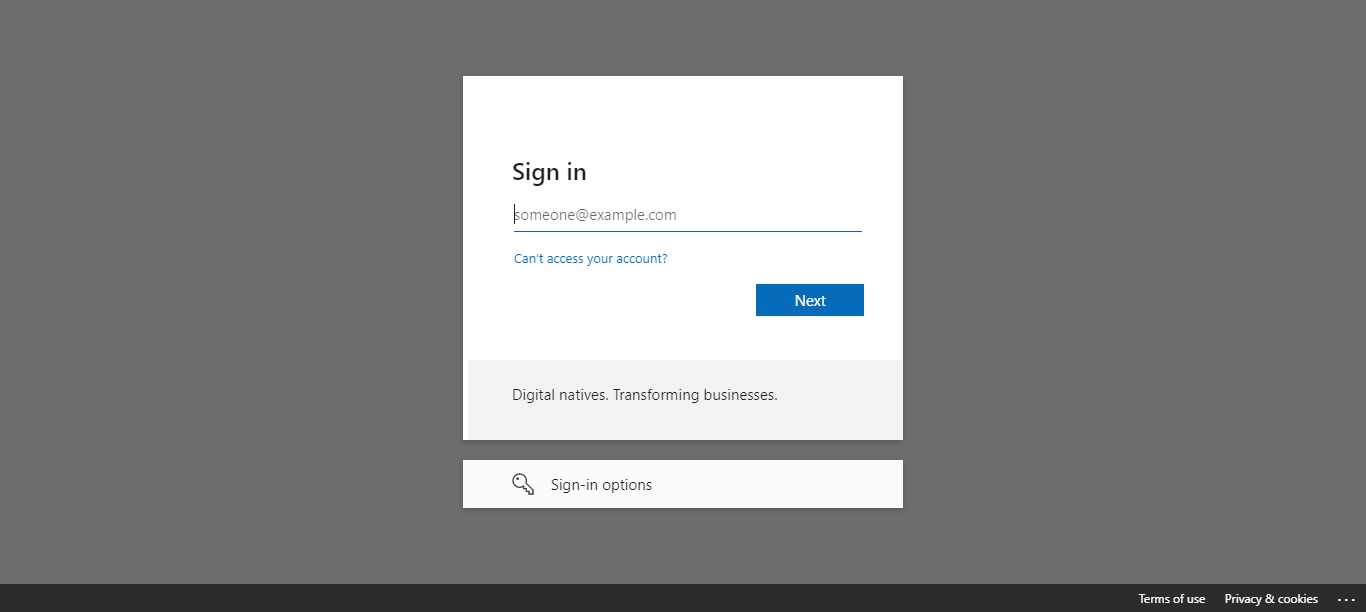 Sign in
someone@example.com
Can't access your account?
Next
Digital natives. Transforming businesses.
Sign-in options
Terms of use Privacy & cookies ...